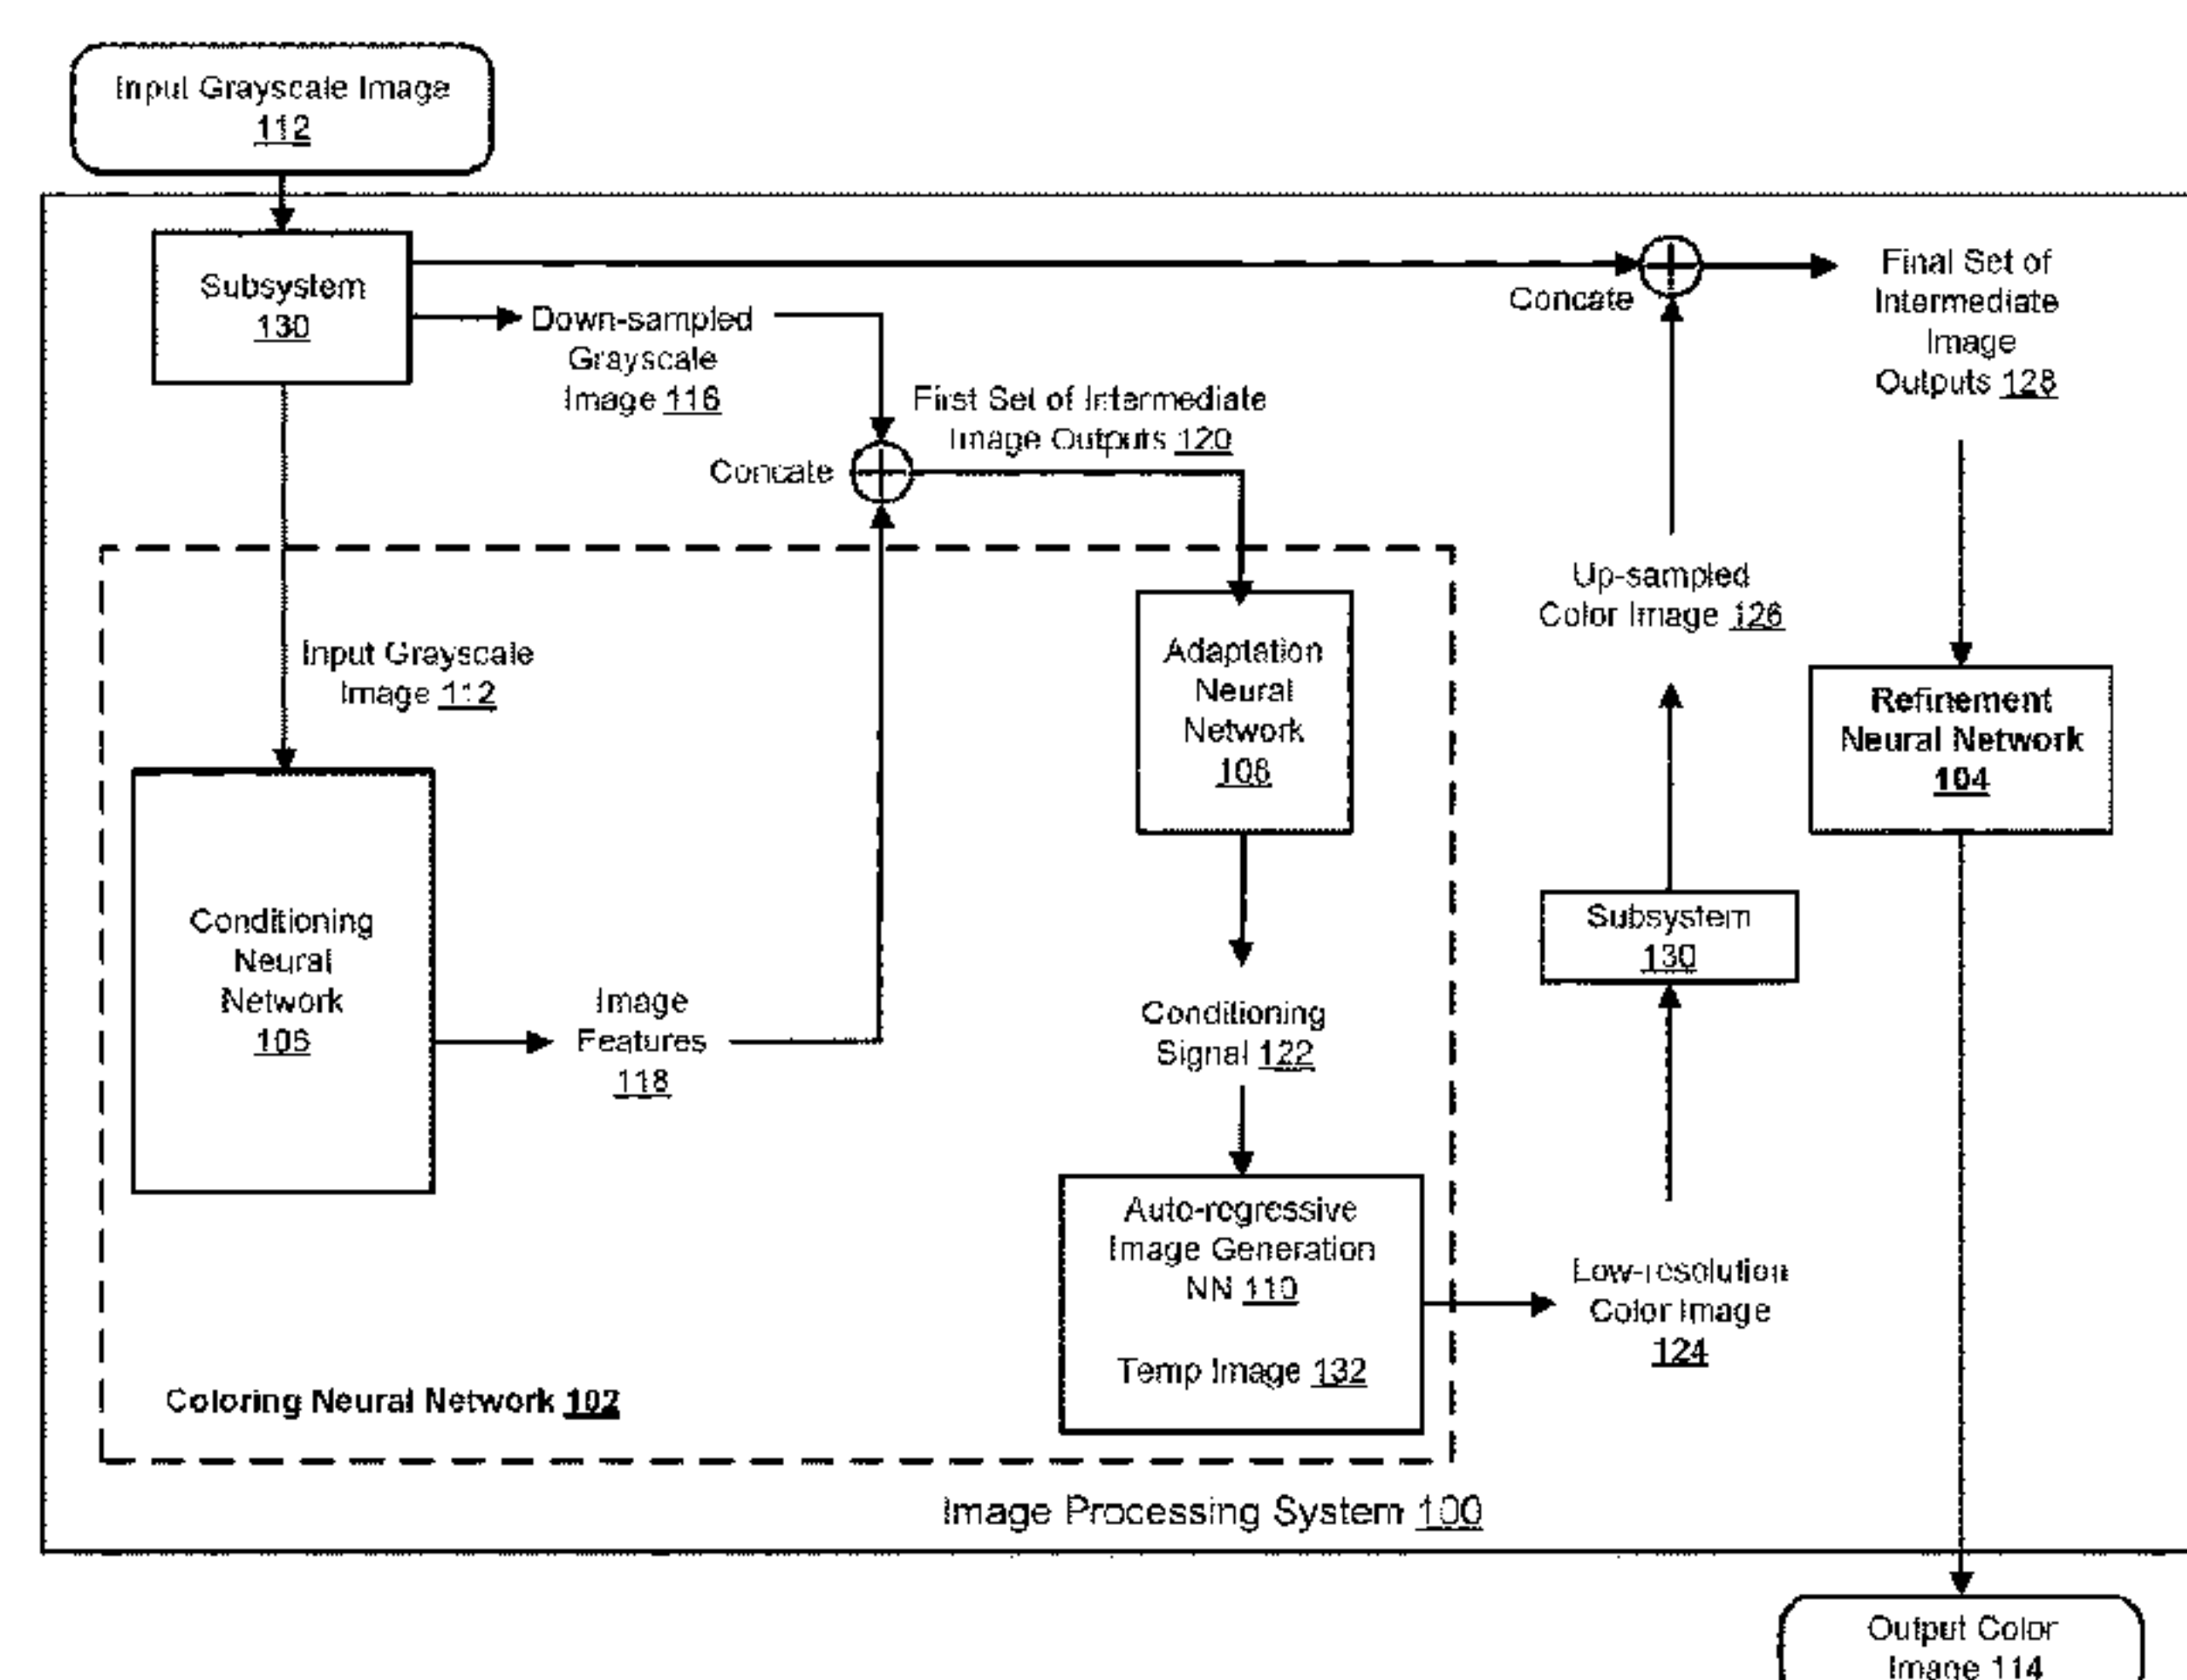 Input Grayscale Image
112
Subsystem
130
Down-sampled
Grayscale
Image 116
Concate
First Set of Intermediate
Image Outputs 120
Concate
Final Set of
Intermediate
Image
Outputs 128
Input Grayscale
Image 112
Conditioning
Neural
Network
106
Image
Features
118
Adaptation
Neural
Network
108
Conditioning
Signal 122
Auto-regressive
Image Generation
NN 110
Temp Image 132
Coloring Neural Network 102
Up-sampled
Color Image 126
Subsystem
130
Low-resolution
Color Image
124
Refinement
Neural Network
104
Image Processing System 100
Output Color
Image 114